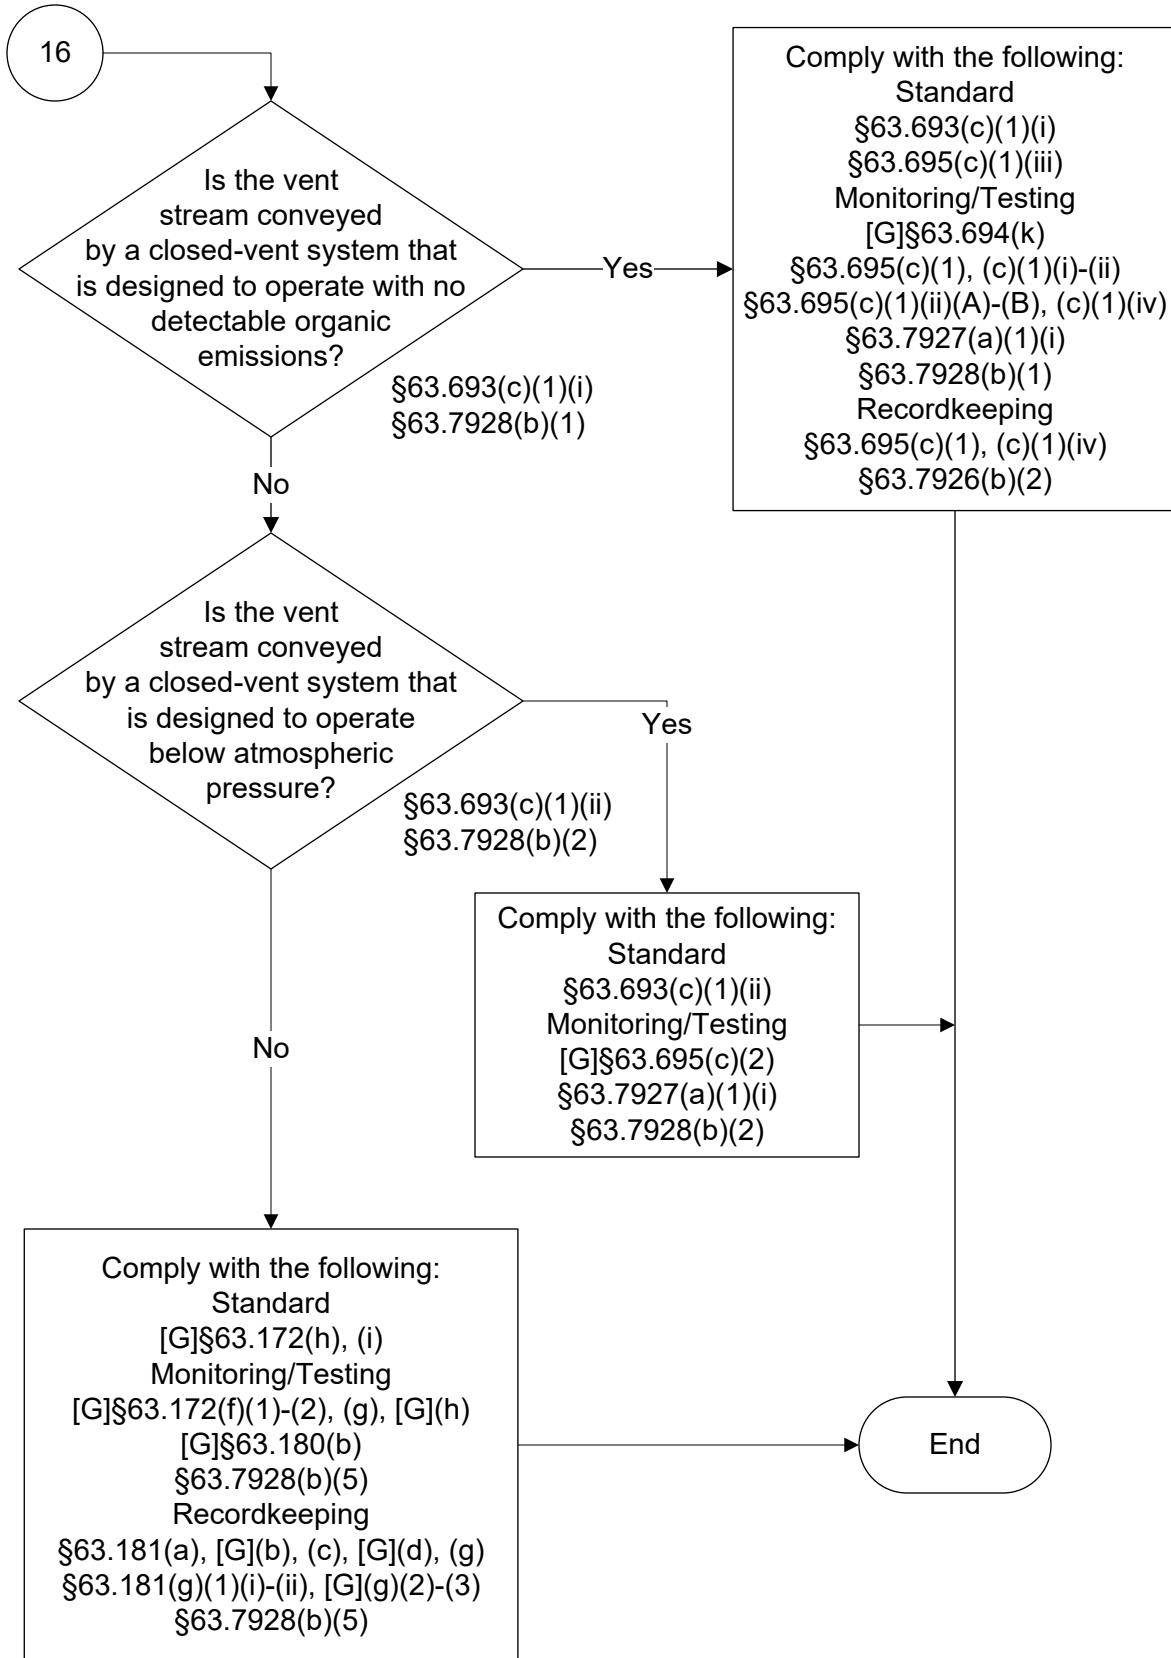 16
Is the vent
stream conveyed
by a closed-vent system that
is designed to operate with no
detectable organic
emissions?
§63.693(c)(1)(i)
§63.7928(b)(1)
Yes
Comply with the following:
Standard
§63.693(c)(1)(i)
§63.695(c)(1)(iii)
Monitoring/Testing
[G]§63.694(k)
§63.695(c)(1), (c)(1)(i)-(ii)
§63.695(c)(1)(ii)(A)-(B), (c)(1)(iv)
§63.7927(a)(1)(i)
§63.7928(b)(1)
Recordkeeping
§63.695(c)(1), (c)(1)(iv)
§63.7926(b)(2)
No
Is the vent
stream conveyed
by a closed-vent system that
is designed to operate
below atmospheric
pressure?
§63.693(c)(1)(ii)
§63.7928(b)(2)
Yes
Comply with the following:
Standard
§63.693(c)(1)(ii)
Monitoring/Testing
[G]§63.695(c)(2)
§63.7927(a)(1)(i)
§63.7928(b)(2)
No
Comply with the following:
Standard
[G]§63.172(h), (i)
Monitoring/Testing
[G]§63.172(f)(1)-(2), (g), [G](h)
[G]§63.180(b)
§63.7928(b)(5)
Recordkeeping
§63.181(a), [G](b), (c), [G](d), (g)
§63.181(g)(1)(i)-(ii), [G](g)(2)-(3)
§63.7928(b)(5)
End